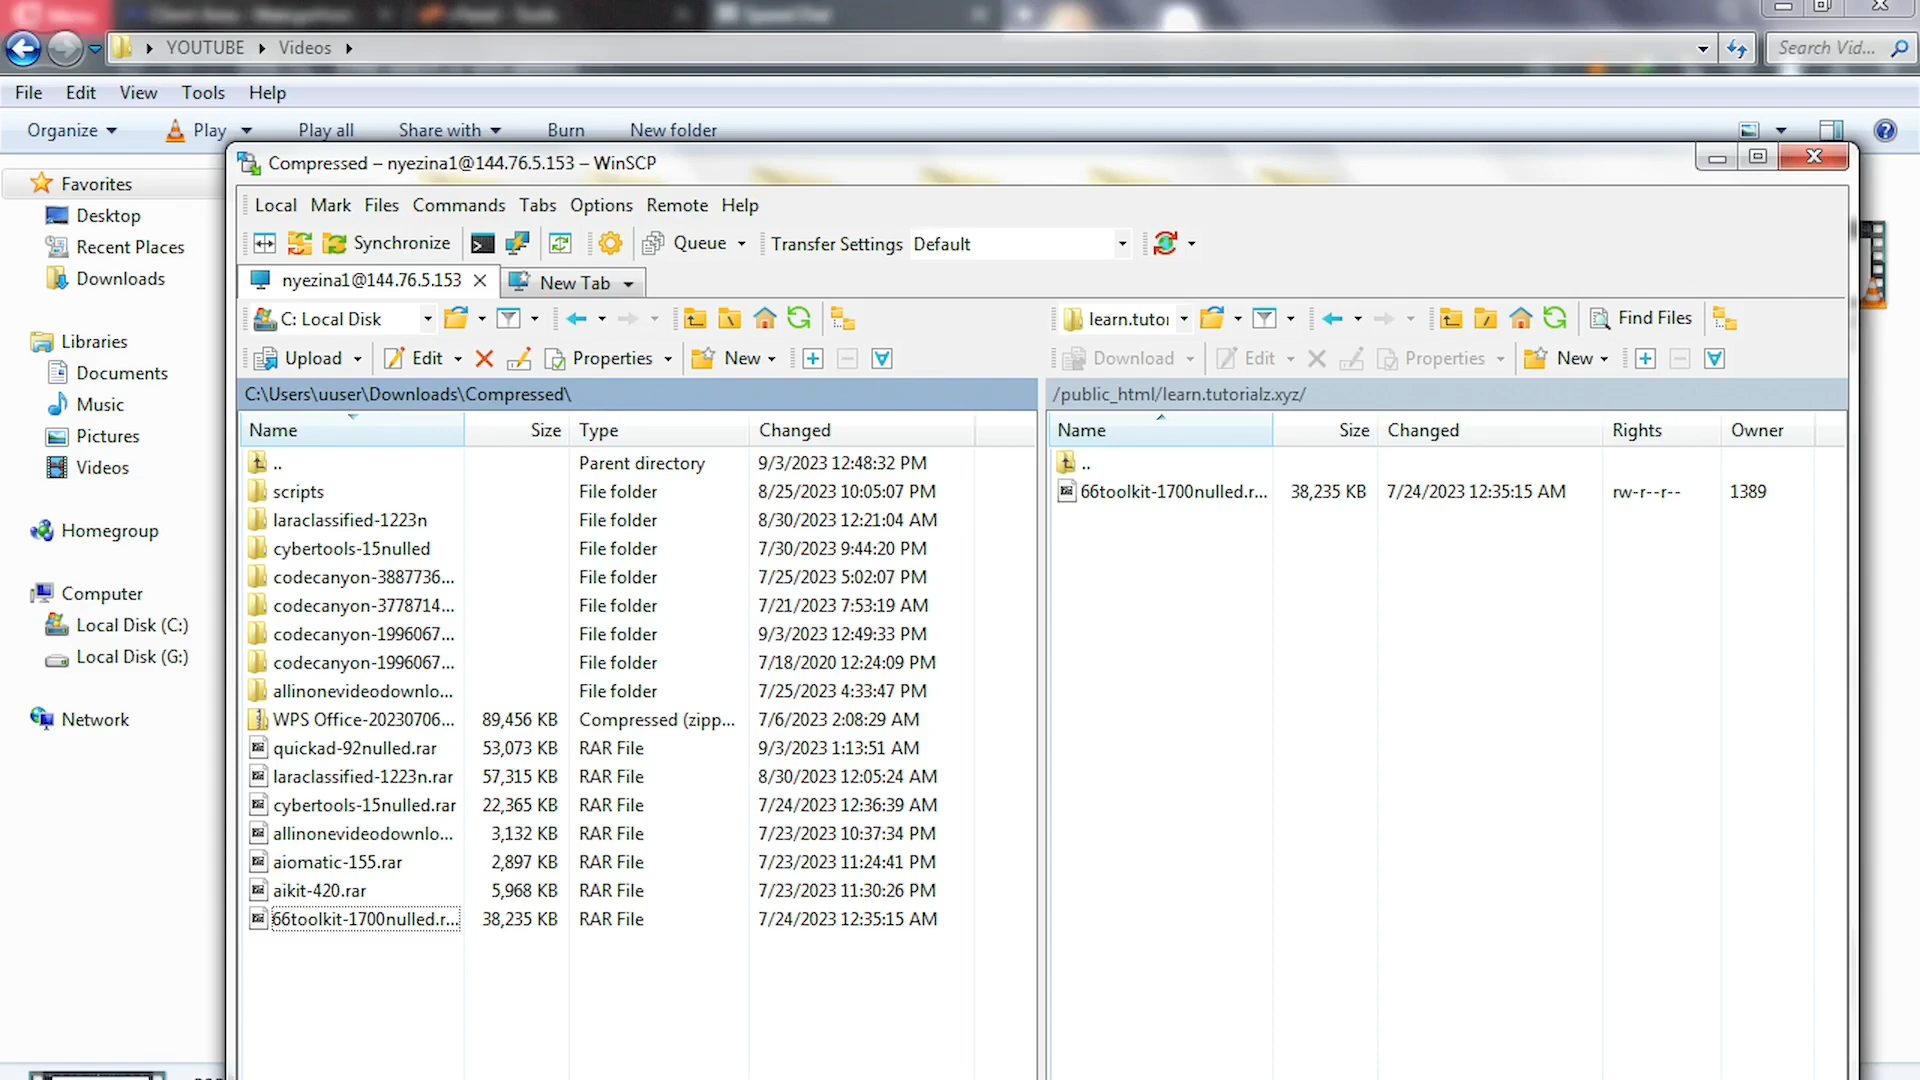 YOUTUBE Videos
Search Vid...
File Edit View Tools Help
Organize Play Play all Share with Burn New folder
Favorites
Desktop
Recent Places
Downloads
Libraries
Documents
Music
Pictures
Videos
Homegroup
Computer
Local Disk (C:)
Local Disk (G:)
Network
Compressed – nyezina1@144.76.5.153 – WinSCP
Local Mark Files Commands Tabs Options Remote Help
Synchronize Queue Transfer Settings Default
nyezina1@144.76.5.153 New Tab
C: Local Disk
Upload Edit Properties New
C:\Users\uuser\Downloads\Compressed\
Name Size Type Changed
.. Parent directory 9/3/2023 12:48:32 PM
scripts File folder 8/25/2023 10:05:07 PM
laraclassified-1223n File folder 8/30/2023 12:21:04 AM
cybertools-15nulled File folder 7/30/2023 9:44:20 PM
codecanyon-3887736... File folder 7/25/2023 5:02:07 PM
codecanyon-3778714... File folder 7/21/2023 7:53:19 AM
codecanyon-1996067... File folder 9/3/2023 12:49:33 PM
codecanyon-1996067... File folder 7/18/2020 12:24:09 PM
allinonevideodownlo... File folder 7/25/2023 4:33:47 PM
WPS Office-20230706... 89,456 KB Compressed (zipp... 7/6/2023 2:08:29 AM
quickad-92nulled.rar 53,073 KB RAR File 9/3/2023 1:13:51 AM
laraclassified-1223n.rar 57,315 KB RAR File 8/30/2023 12:05:24 AM
cybertools-15nulled.rar 22,365 KB RAR File 7/24/2023 12:36:39 AM
allinonevideodownlo... 3,132 KB RAR File 7/23/2023 10:37:34 PM
aiomatic-155.rar 2,897 KB RAR File 7/23/2023 11:24:41 PM
aikit-420.rar 5,968 KB RAR File 7/23/2023 11:30:26 PM
66toolkit-1700nulled.r... 38,235 KB RAR File 7/24/2023 12:35:15 AM
learn.tutor Find Files
Download Edit Properties New
/public_html/learn.tutorialz.xyz/
Name Size Changed Rights Owner
..
66toolkit-1700nulled.r... 38,235 KB 7/24/2023 12:35:15 AM rw-r--r-- 1389